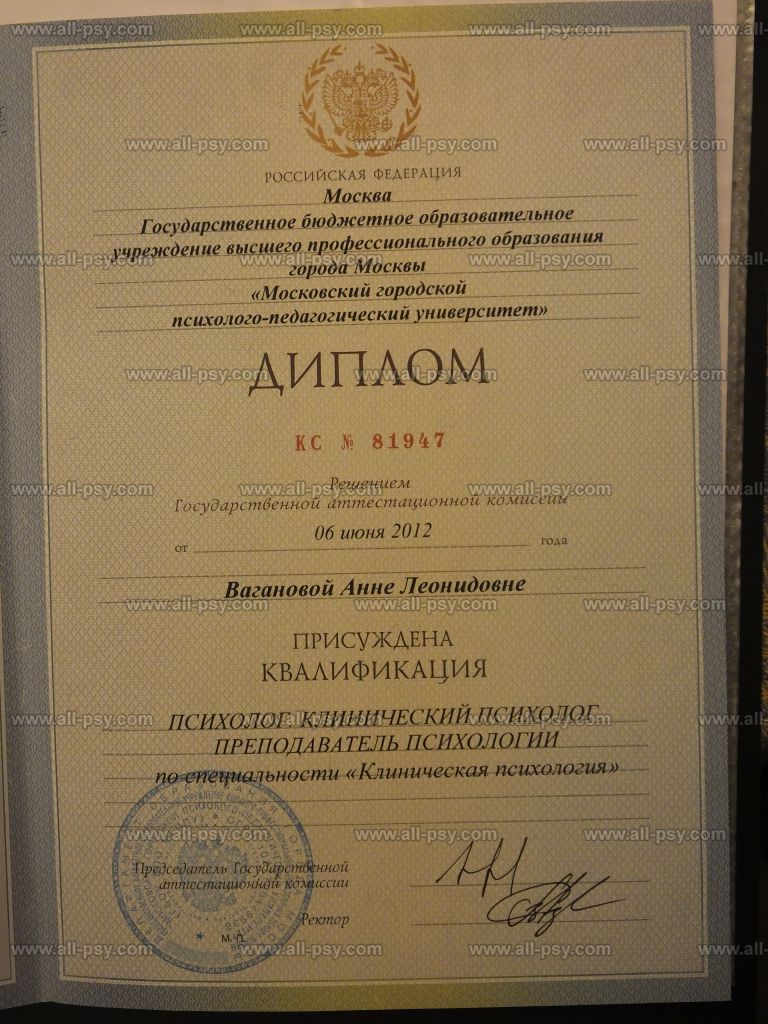 РОССИЙСКАЯ ФЕДЕРАЦИЯ
Москва
Государственное бюджетное образовательное
учреждение высшего профессионального образования
города Москвы
«Московский городской
психолого-педагогический университет»
ДИПЛОМ
КС № 81947
Решением
Государственной аттестационной комиссии
от 06 июня 2012 года
Вагановой Анне Леонидовне
ПРИСУЖДЕНА
КВАЛИФИКАЦИЯ
ПСИХОЛОГ. КЛИНИЧЕСКИЙ ПСИХОЛОГ
ПРЕПОДАВАТЕЛЬ ПСИХОЛОГИИ
по специальности «Клиническая психология»
Председатель Государственной
аттестационной комиссии
Ректор
М.П.
www.all-psy.com